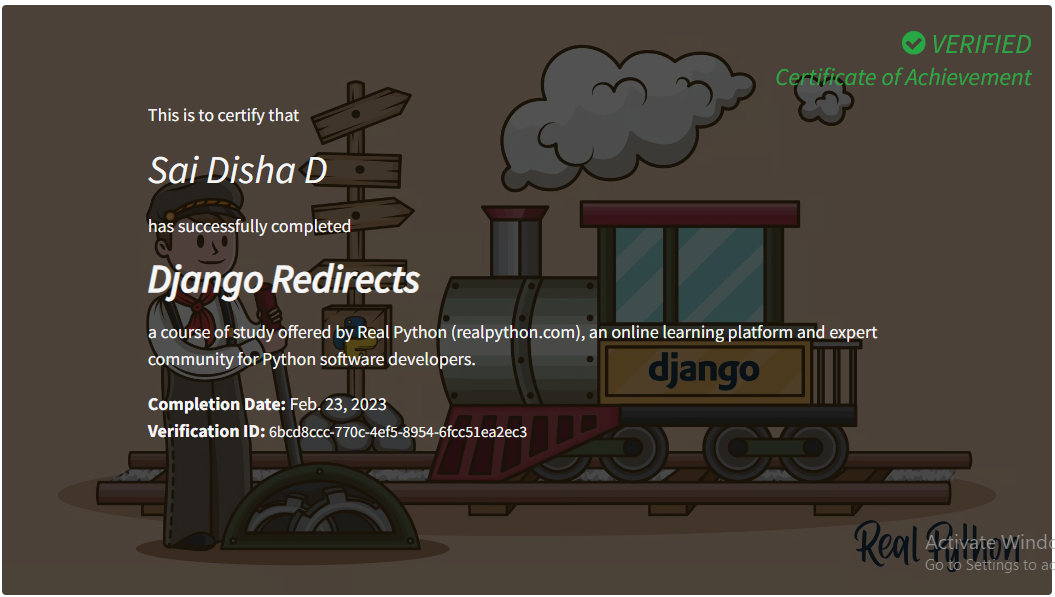 VERIFIED
Certificate of Achievement
This is to certify that
Sai Disha D
has successfully completed
Django Redirects
a course of study offered by Real Python (realpython.com), an online learning platform and expert
community for Python software developers.
Completion Date: Feb. 23, 2023
Verification ID: 6bcd8ccc-770c-4ef5-8954-6fcc51ea2ec3
django
Real Python
Activate Windo
Go to Settings to a